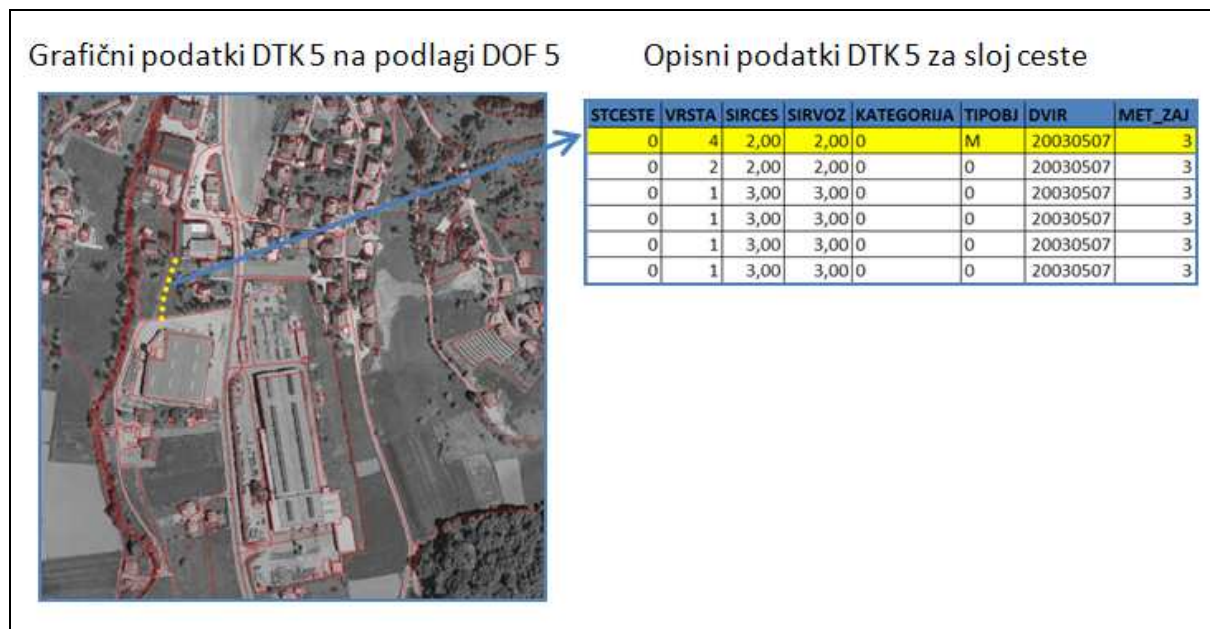 Grafični podatki DTK 5 na podlagi DOF 5
Opisni podatki DTK 5 za sloj ceste
STCESTE VRSTA SIRCES SIRVOZ KATEGORIJA TIPOBJ DVIR MET_ZAJ
0 4 2,00 2,00 0 M 20030507 3
0 2 2,00 2,00 0 0 20030507 3
0 1 3,00 3,00 0 0 20030507 3
0 1 3,00 3,00 0 0 20030507 3
0 1 3,00 3,00 0 0 20030507 3
0 1 3,00 3,00 0 0 20030507 3